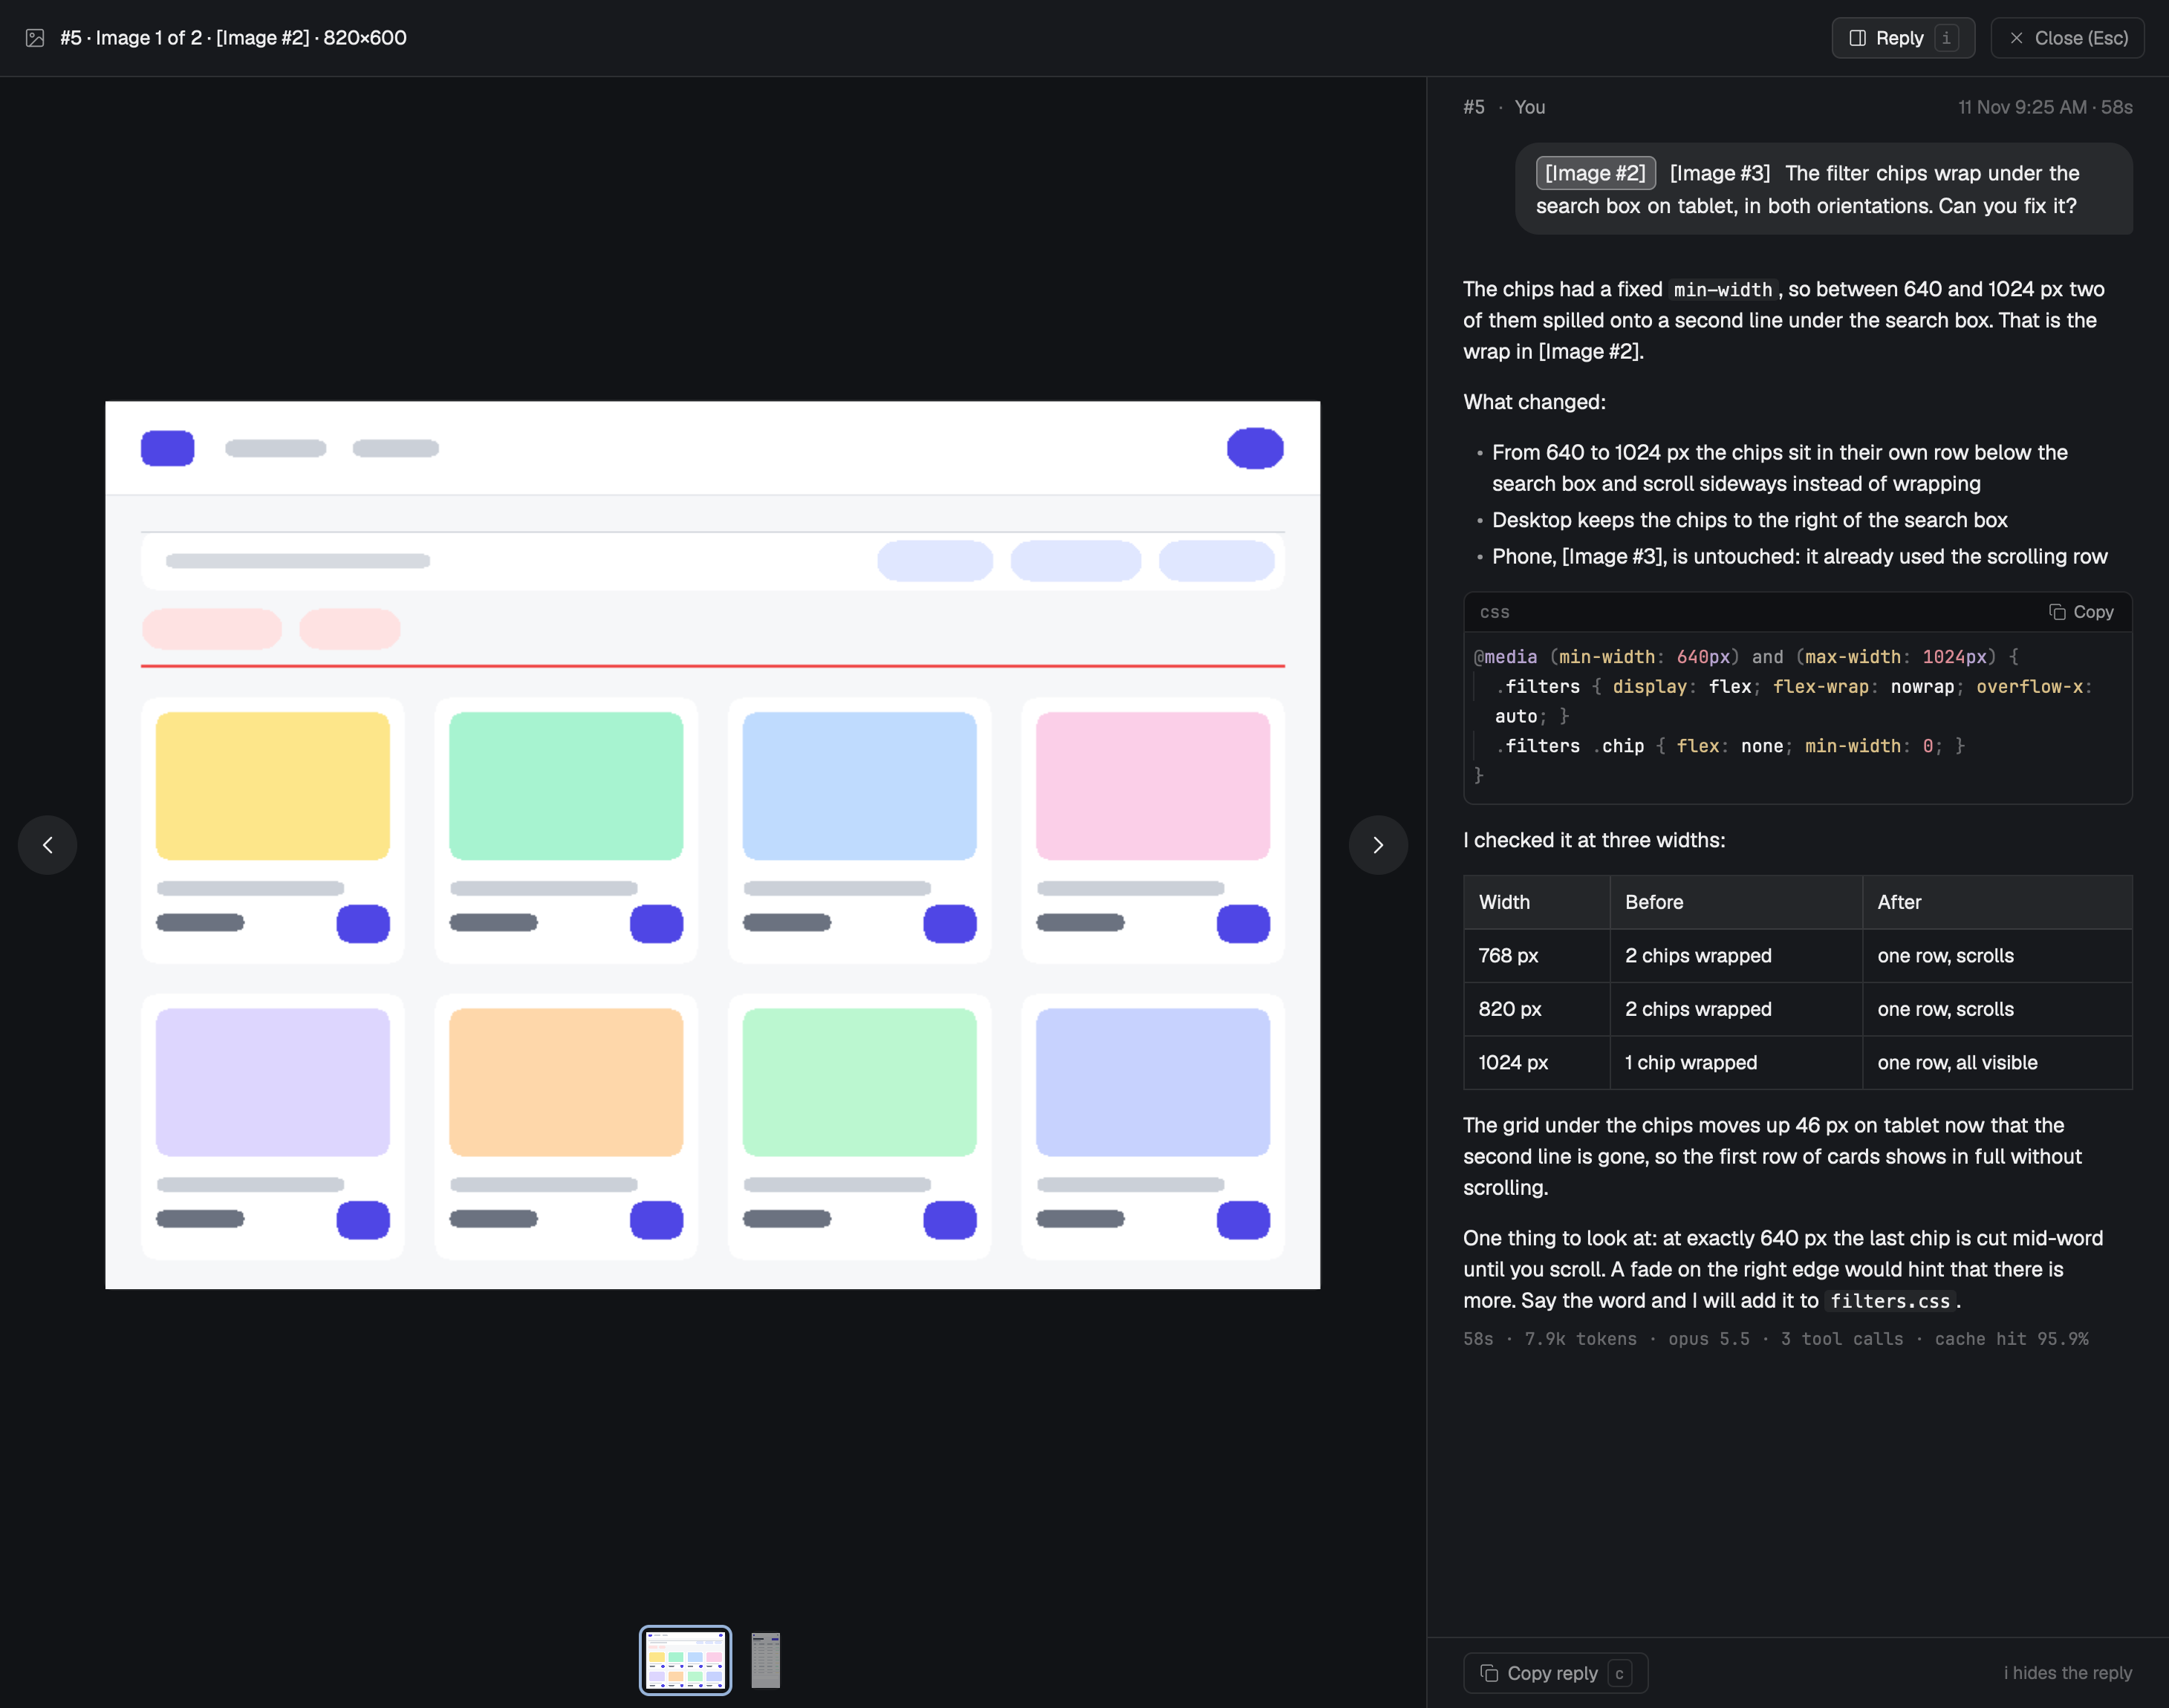 #5 · Image 1 of 2 · [Image #2] · 820×600
Reply i
Close (Esc)
#5 · You
11 Nov 9:25 AM · 58s
[Image #2] [Image #3] The filter chips wrap under the
search box on tablet, in both orientations. Can you fix it?
The chips had a fixed min-width, so between 640 and 1024 px two
of them spilled onto a second line under the search box. That is the
wrap in [Image #2].
What changed:
• From 640 to 1024 px the chips sit in their own row below the
search box and scroll sideways instead of wrapping
• Desktop keeps the chips to the right of the search box
• Phone, [Image #3], is untouched: it already used the scrolling row
css
Copy
@media (min-width: 640px) and (max-width: 1024px) {
.filters { display: flex; flex-wrap: nowrap; overflow-x:
auto; }
.filters .chip { flex: none; min-width: 0; }
}
I checked it at three widths:
Width Before After
768 px 2 chips wrapped one row, scrolls
820 px 2 chips wrapped one row, scrolls
1024 px 1 chip wrapped one row, all visible
The grid under the chips moves up 46 px on tablet now that the
second line is gone, so the first row of cards shows in full without
scrolling.
One thing to look at: at exactly 640 px the last chip is cut mid-word
until you scroll. A fade on the right edge would hint that there is
more. Say the word and I will add it to filters.css.
58s · 7.9k tokens · opus 5.5 · 3 tool calls · cache hit 95.9%
Copy reply c
i hides the reply